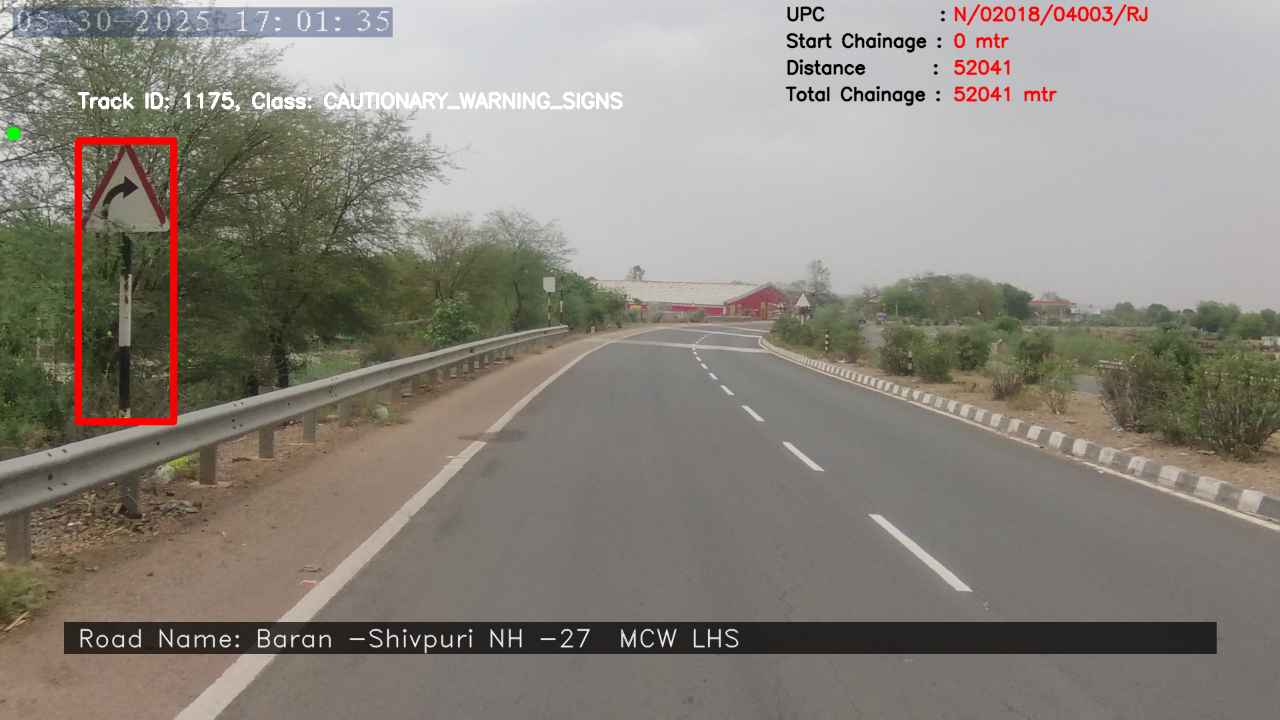 05-30-2025 17:01:35
UPC : N/02018/04003/RJ
Start Chainage : 0 mtr
Distance : 52041
Total Chainage : 52041 mtr
Track ID: 1175, Class: CAUTIONARY_WARNING_SIGNS
Road Name: Baran -Shivpuri NH -27 MCW LHS